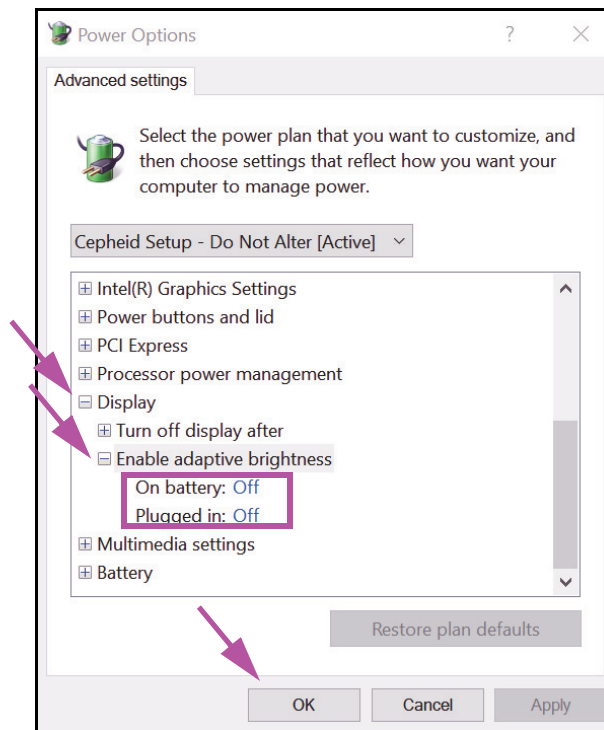 Power Options
Advanced settings
Select the power plan that you want to customize, and
then choose settings that reflect how you want your
computer to manage power.
Cepheid Setup - Do Not Alter [Active]
Intel(R) Graphics Settings
Power buttons and lid
PCI Express
Processor power management
Display
Turn off display after
Enable adaptive brightness
On battery: Off
Plugged in: Off
Multimedia settings
Battery
Restore plan defaults
OK Cancel Apply